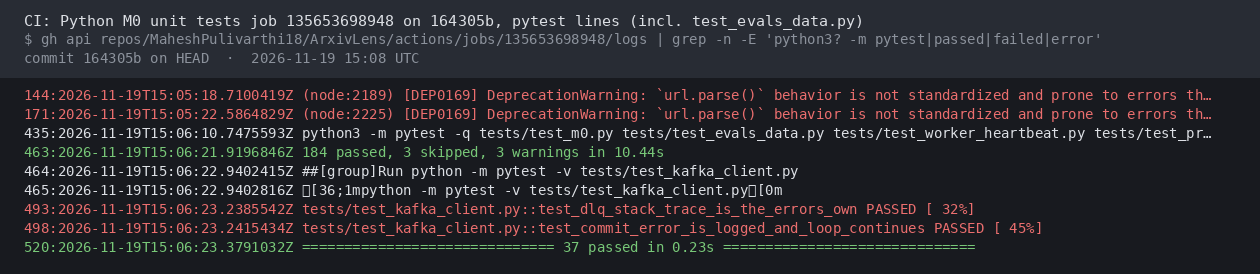 CI: Python M0 unit tests job 135653698948 on 164305b, pytest lines (incl. test_evals_data.py)
$ gh api repos/MaheshPulivarthi18/ArxivLens/actions/jobs/135653698948/logs | grep -n -E 'python3? -m pytest|passed|failed|error'
commit 164305b on HEAD · 2026-11-19 15:08 UTC
144:2026-11-19T15:05:18.7100419Z (node:2189) [DEP0169] DeprecationWarning: `url.parse()` behavior is not standardized and prone to errors th…
171:2026-11-19T15:05:22.5864829Z (node:2225) [DEP0169] DeprecationWarning: `url.parse()` behavior is not standardized and prone to errors th…
435:2026-11-19T15:06:10.7475593Z python3 -m pytest -q tests/test_m0.py tests/test_evals_data.py tests/test_worker_heartbeat.py tests/test_pr…
463:2026-11-19T15:06:21.9196846Z 184 passed, 3 skipped, 3 warnings in 10.44s
464:2026-11-19T15:06:22.9402415Z ##[group]Run python -m pytest -v tests/test_kafka_client.py
465:2026-11-19T15:06:22.9402816Z [36;1mpython -m pytest -v tests/test_kafka_client.py[0m
493:2026-11-19T15:06:23.2385542Z tests/test_kafka_client.py::test_dlq_stack_trace_is_the_errors_own PASSED [ 32%]
498:2026-11-19T15:06:23.2415434Z tests/test_kafka_client.py::test_commit_error_is_logged_and_loop_continues PASSED [ 45%]
520:2026-11-19T15:06:23.3791032Z ============================== 37 passed in 0.23s ==============================